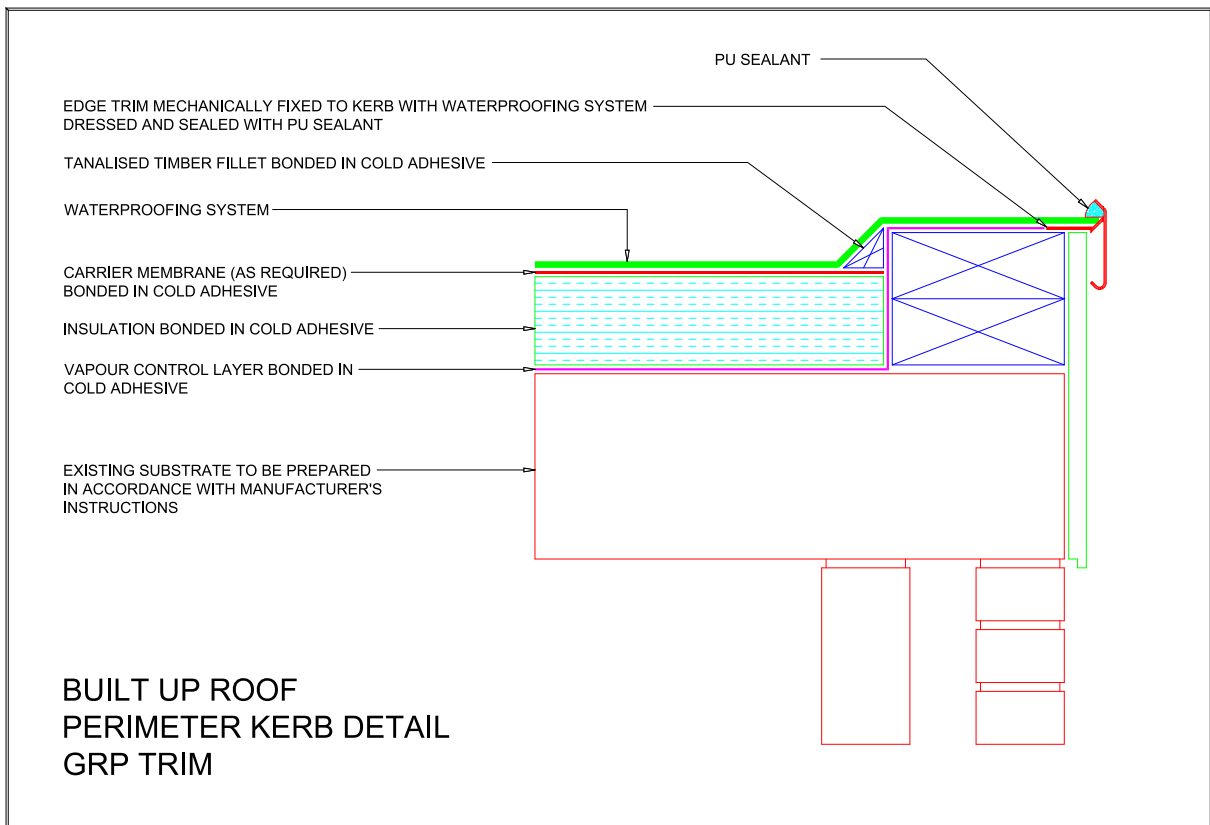 PU SEALANT
EDGE TRIM MECHANICALLY FIXED TO KERB WITH WATERPROOFING SYSTEM
DRESSED AND SEALED WITH PU SEALANT
TANALISED TIMBER FILLET BONDED IN COLD ADHESIVE
WATERPROOFING SYSTEM
CARRIER MEMBRANE (AS REQUIRED)
BONDED IN COLD ADHESIVE
INSULATION BONDED IN COLD ADHESIVE
VAPOUR CONTROL LAYER BONDED IN
COLD ADHESIVE
EXISTING SUBSTRATE TO BE PREPARED
IN ACCORDANCE WITH MANUFACTURER'S
INSTRUCTIONS
BUILT UP ROOF
PERIMETER KERB DETAIL
GRP TRIM